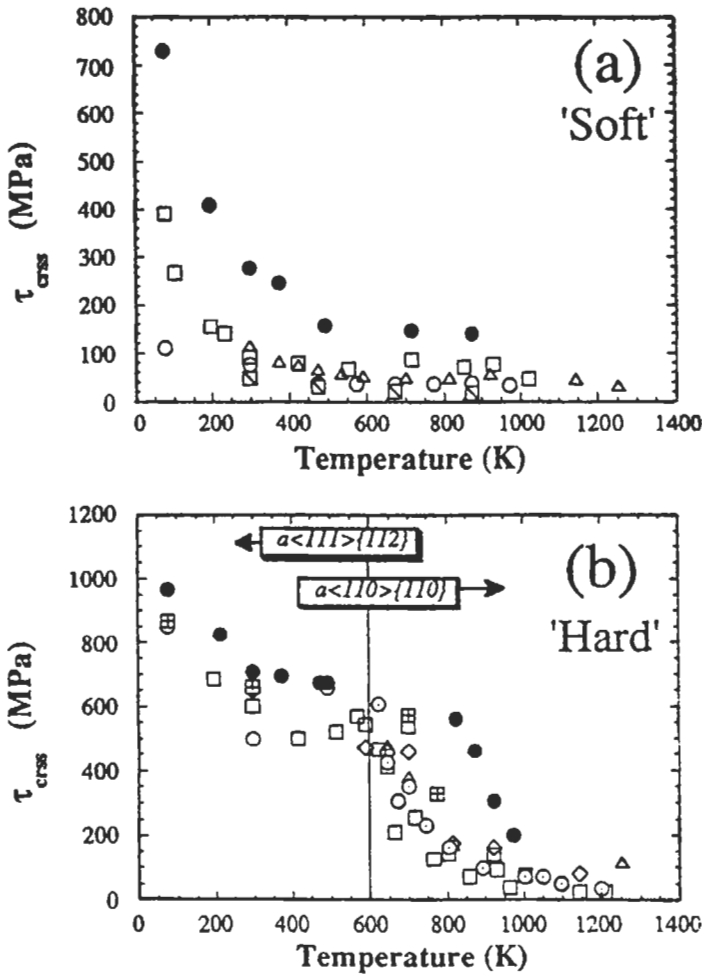 800
700
600
500
400
300
200
100
0
τcrss (MPa)
(a)
'Soft'
0 200 400 600 800 1000 1200 1400
Temperature (K)
1200
1000
800
600
400
200
0
τcrss (MPa)
a<111>{112}
a<110>{110}
(b)
'Hard'
0 200 400 600 800 1000 1200 1400
Temperature (K)